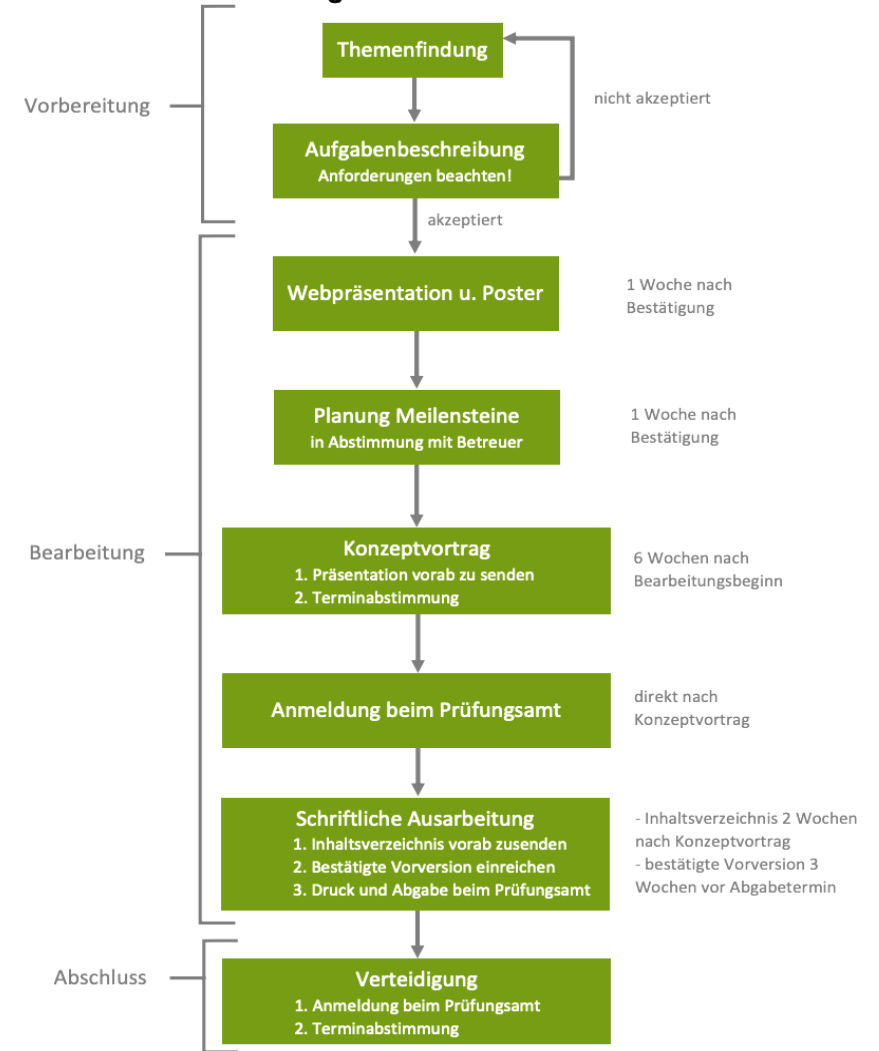 Themenfindung
nicht akzeptiert
Vorbereitung
Aufgabenbeschreibung
Anforderungen beachten!
akzeptiert
Webpräsentation u. Poster
1 Woche nach
Bestätigung
Planung Meilensteine
in Abstimmung mit Betreuer
1 Woche nach
Bestätigung
Bearbeitung
Konzeptvortrag
1. Präsentation vorab zu senden
2. Terminabstimmung
6 Wochen nach
Bearbeitungsbeginn
Anmeldung beim Prüfungsamt
direkt nach
Konzeptvortrag
Schriftliche Ausarbeitung
1. Inhaltsverzeichnis vorab zusenden
2. Bestätigte Vorversion einreichen
3. Druck und Abgabe beim Prüfungsamt
- Inhaltsverzeichnis 2 Wochen
nach Konzeptvortrag
- bestätigte Vorversion 3
Wochen vor Abgabetermin
Abschluss
Verteidigung
1. Anmeldung beim Prüfungsamt
2. Terminabstimmung